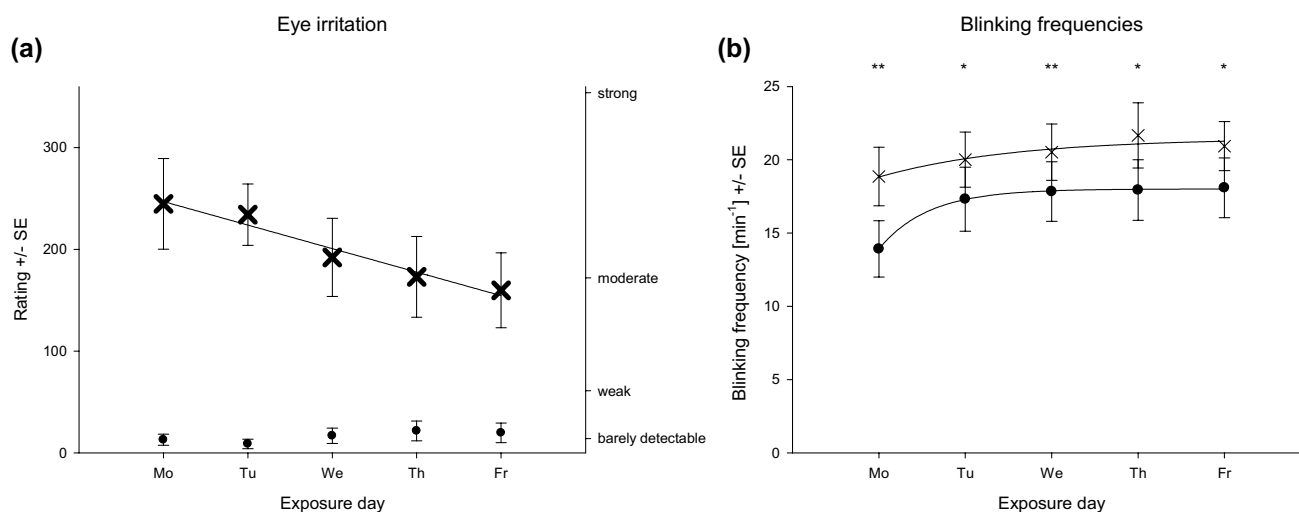 Eye irritation
(a)
Rating +/- SE
300
200
100
0
strong
moderate
weak
barely detectable
Mo Tu We Th Fr
Exposure day
Blinking frequencies
(b)
** * ** * *
Blinking frequency [min⁻¹] +/- SE
25
20
15
10
5
0
Mo Tu We Th Fr
Exposure day